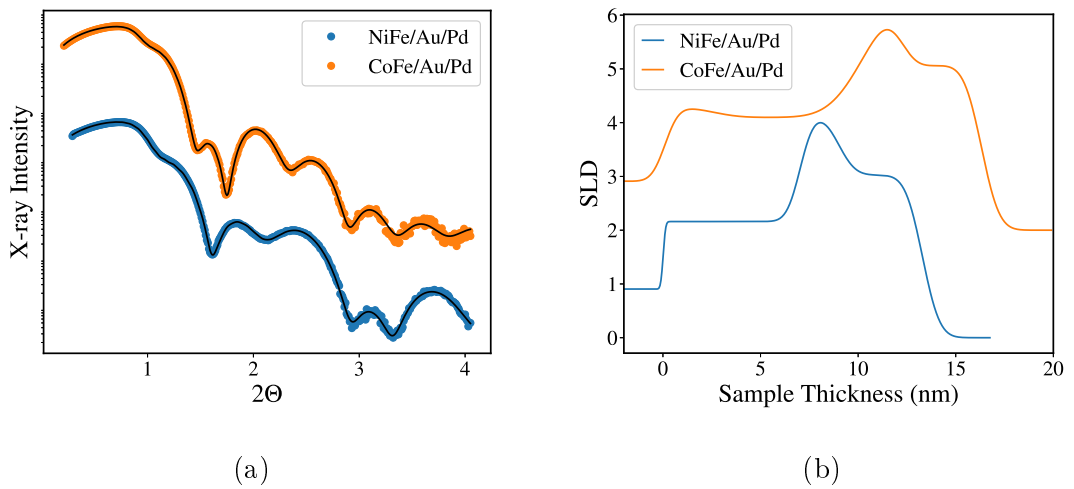 NiFe/Au/Pd
CoFe/Au/Pd
X-ray Intensity
1
2
3
4
2Θ
(a)
6
5
4
3
2
1
0
NiFe/Au/Pd
CoFe/Au/Pd
SLD
0
5
10
15
20
Sample Thickness (nm)
(b)